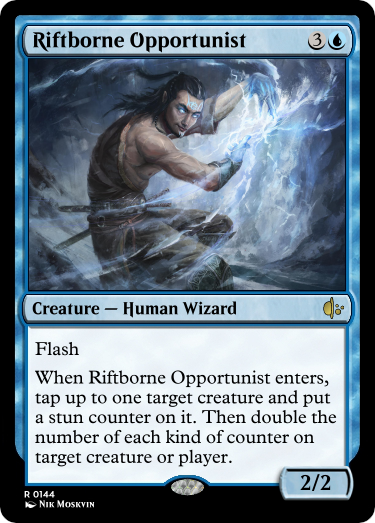 Riftborne Opportunist 3
Creature — Human Wizard
Flash
When Riftborne Opportunist enters,
tap up to one target creature and put
a stun counter on it. Then double the
number of each kind of counter on
target creature or player.
2/2
R 0144
Nik Moskvin